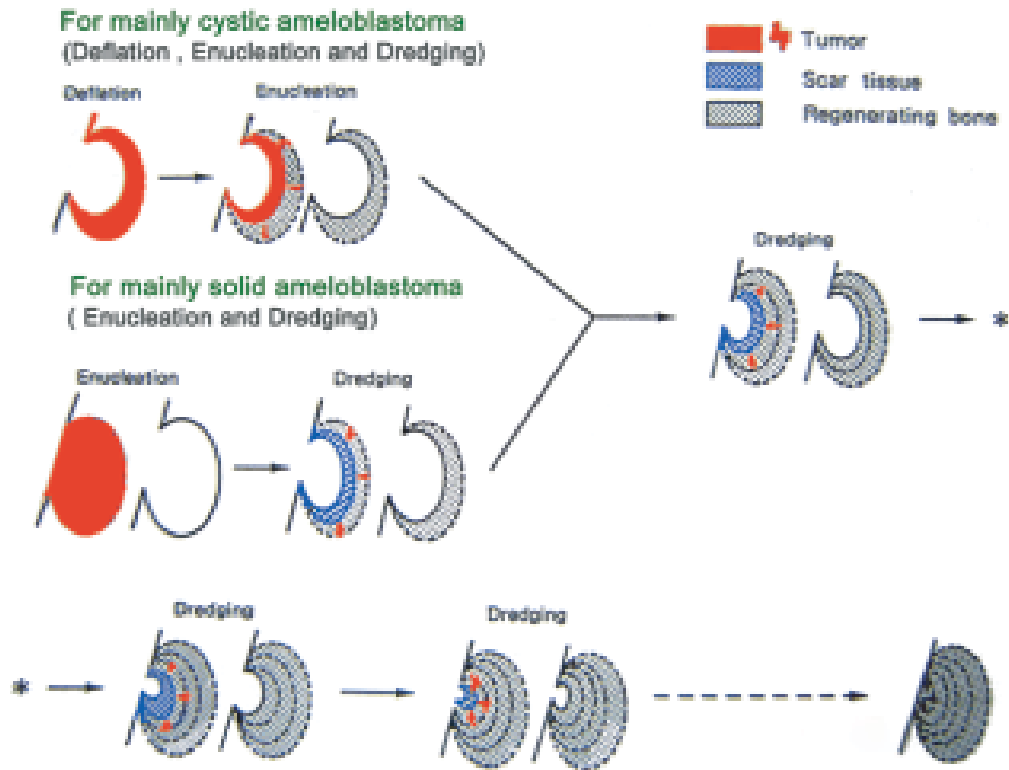 For mainly cystic ameloblastoma
(Deflation , Enucleation and Dredging)
Tumor
Scar tissue
Regenerating bone
Deflation
Enucleation
Dredging
For mainly solid ameloblastoma
( Enucleation and Dredging)
*
Enucleation
Dredging
Dredging
Dredging
*